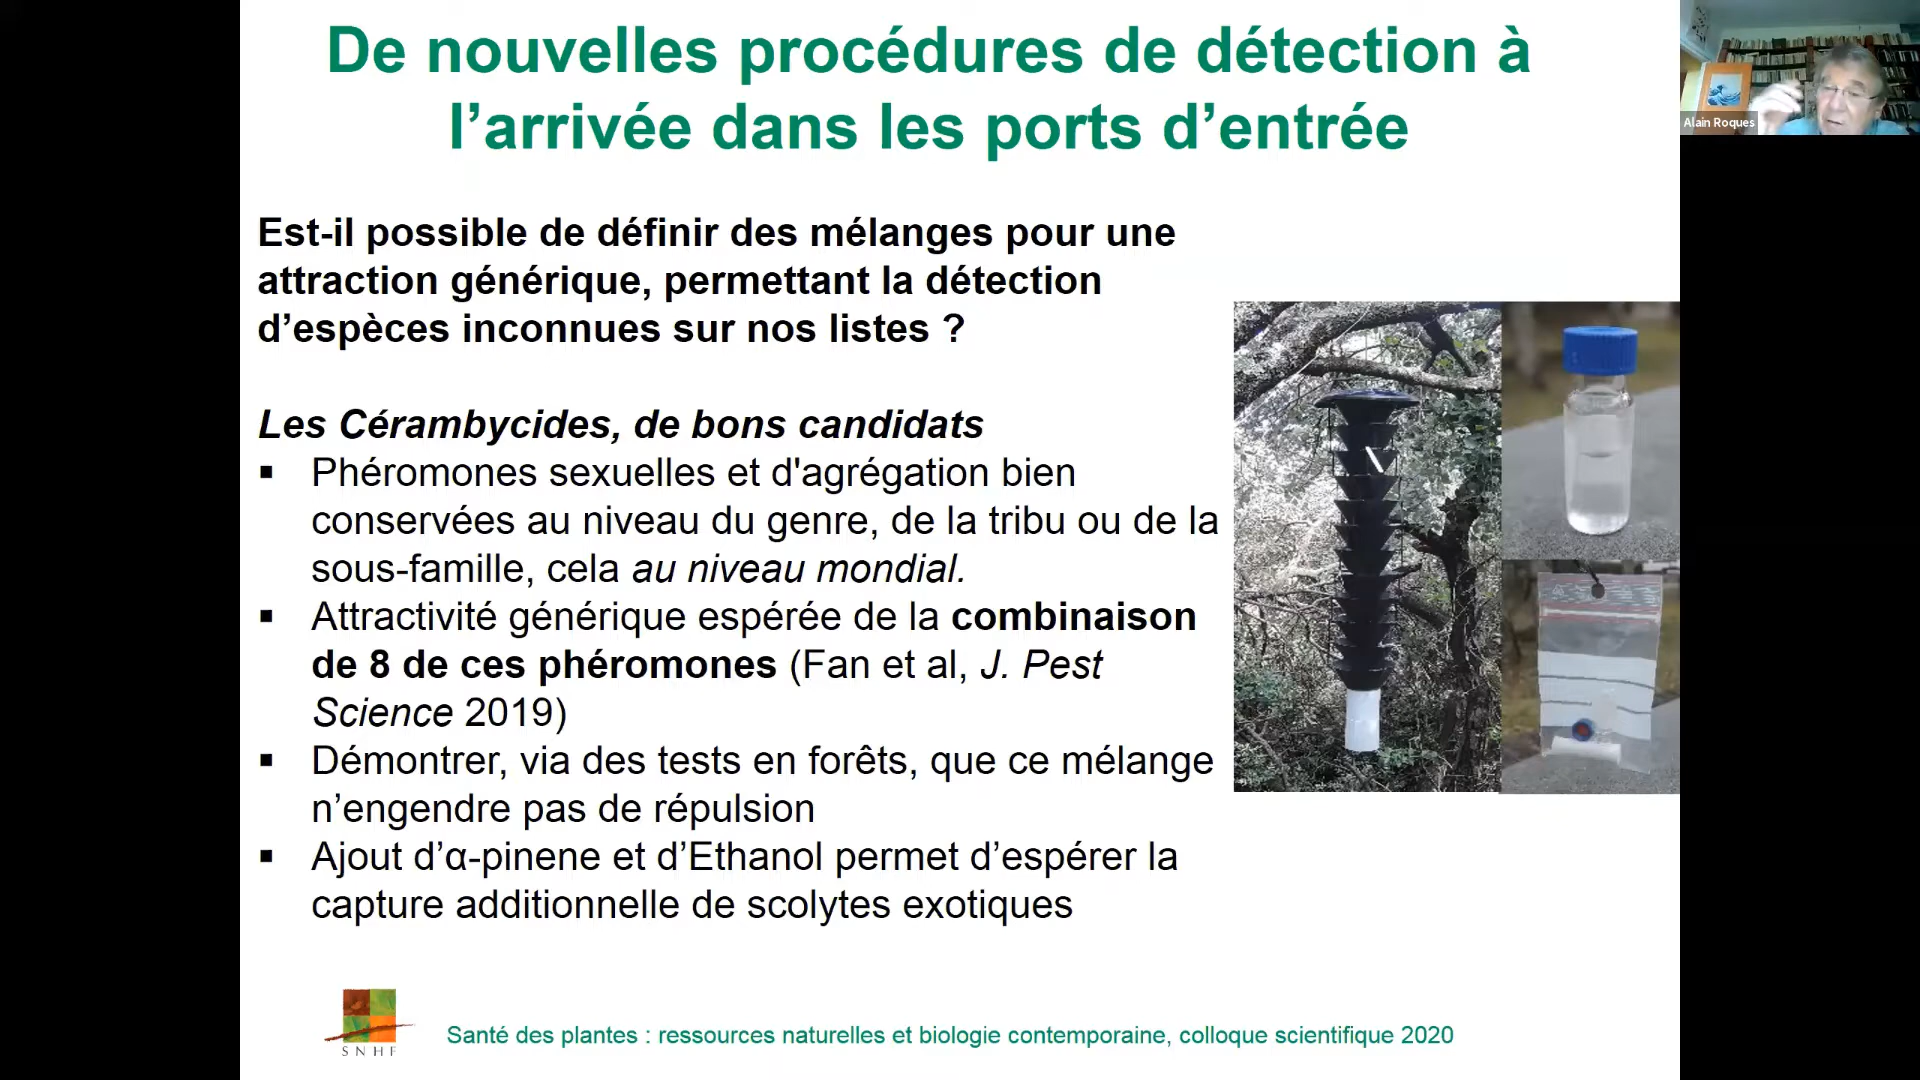 De nouvelles procédures de détection à
l’arrivée dans les ports d’entrée
Alain Roques
Est-il possible de définir des mélanges pour une
attraction générique, permettant la détection
d’espèces inconnues sur nos listes ?
Les Cérambycides, de bons candidats
▪ Phéromones sexuelles et d'agrégation bien
conservées au niveau du genre, de la tribu ou de la
sous-famille, cela au niveau mondial.
▪ Attractivité générique espérée de la combinaison
de 8 de ces phéromones (Fan et al, J. Pest
Science 2019)
▪ Démontrer, via des tests en forêts, que ce mélange
n’engendre pas de répulsion
▪ Ajout d’α-pinene et d’Ethanol permet d’espérer la
capture additionnelle de scolytes exotiques
SNHF
Santé des plantes : ressources naturelles et biologie contemporaine, colloque scientifique 2020